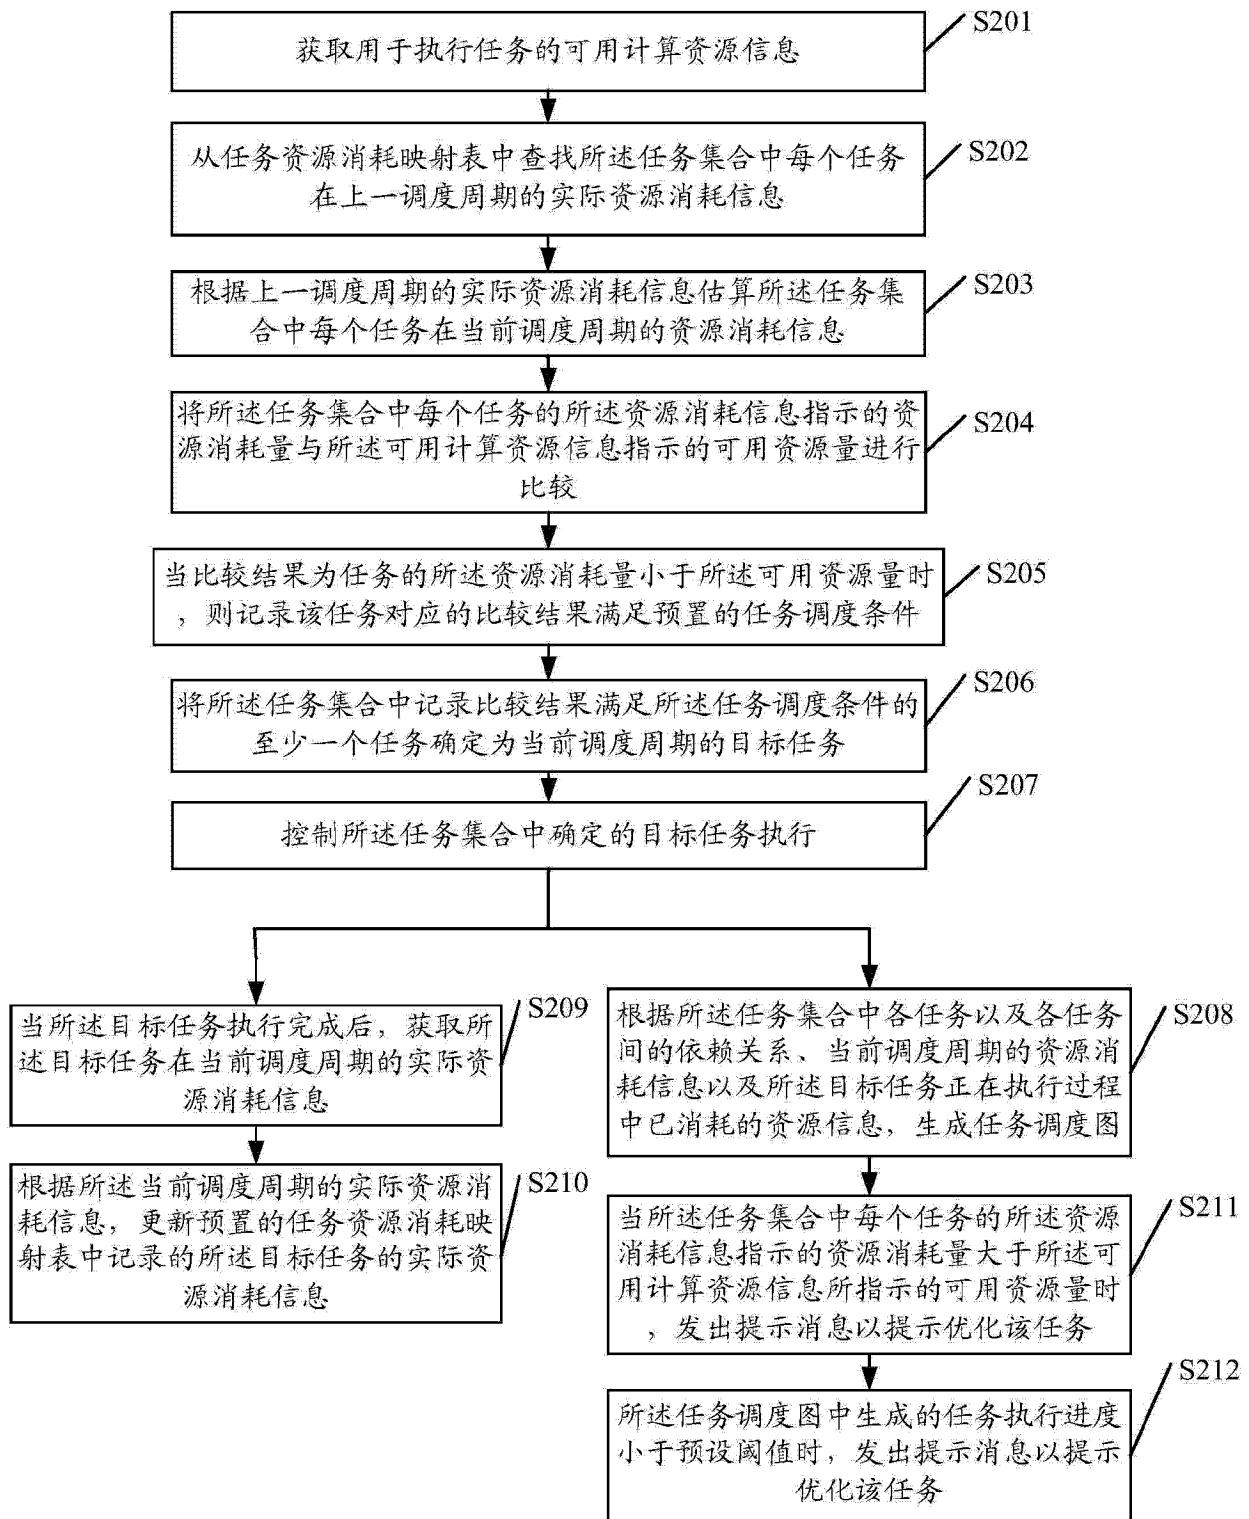 获取用于执行任务的可用计算资源信息
S201
从任务资源消耗映射表中查找所述任务集合中每个任务
在上一调度周期的实际资源消耗信息
S202
根据上一调度周期的实际资源消耗信息估算所述任务集
合中每个任务在当前调度周期的资源消耗信息
S203
将所述任务集合中每个任务的所述资源消耗信息指示的资
源消耗量与所述可用计算资源信息指示的可用资源量进行
比较
S204
当比较结果为任务的所述资源消耗量小于所述可用资源量时
，则记录该任务对应的比较结果满足预置的任务调度条件
S205
将所述任务集合中记录比较结果满足所述任务调度条件的
至少一个任务确定为当前调度周期的目标任务
S206
控制所述任务集合中确定的目标任务执行
S207
当所述目标任务执行完成后，获取所
述目标任务在当前调度周期的实际资
源消耗信息
S209
根据所述任务集合中各任务以及各任务
间的依赖关系、当前调度周期的资源消
耗信息以及所述目标任务正在执行过程
中已消耗的资源信息，生成任务调度图
S208
根据所述当前调度周期的实际资源消
耗信息，更新预置的任务资源消耗映
射表中记录的所述目标任务的实际资
源消耗信息
S210
当所述任务集合中每个任务的所述资源
消耗信息指示的资源消耗量大于所述可
用计算资源信息所指示的可用资源量时
，发出提示消息以提示优化该任务
S211
所述任务调度图中生成的任务执行进度
小于预设阈值时，发出提示消息以提示
优化该任务
S212